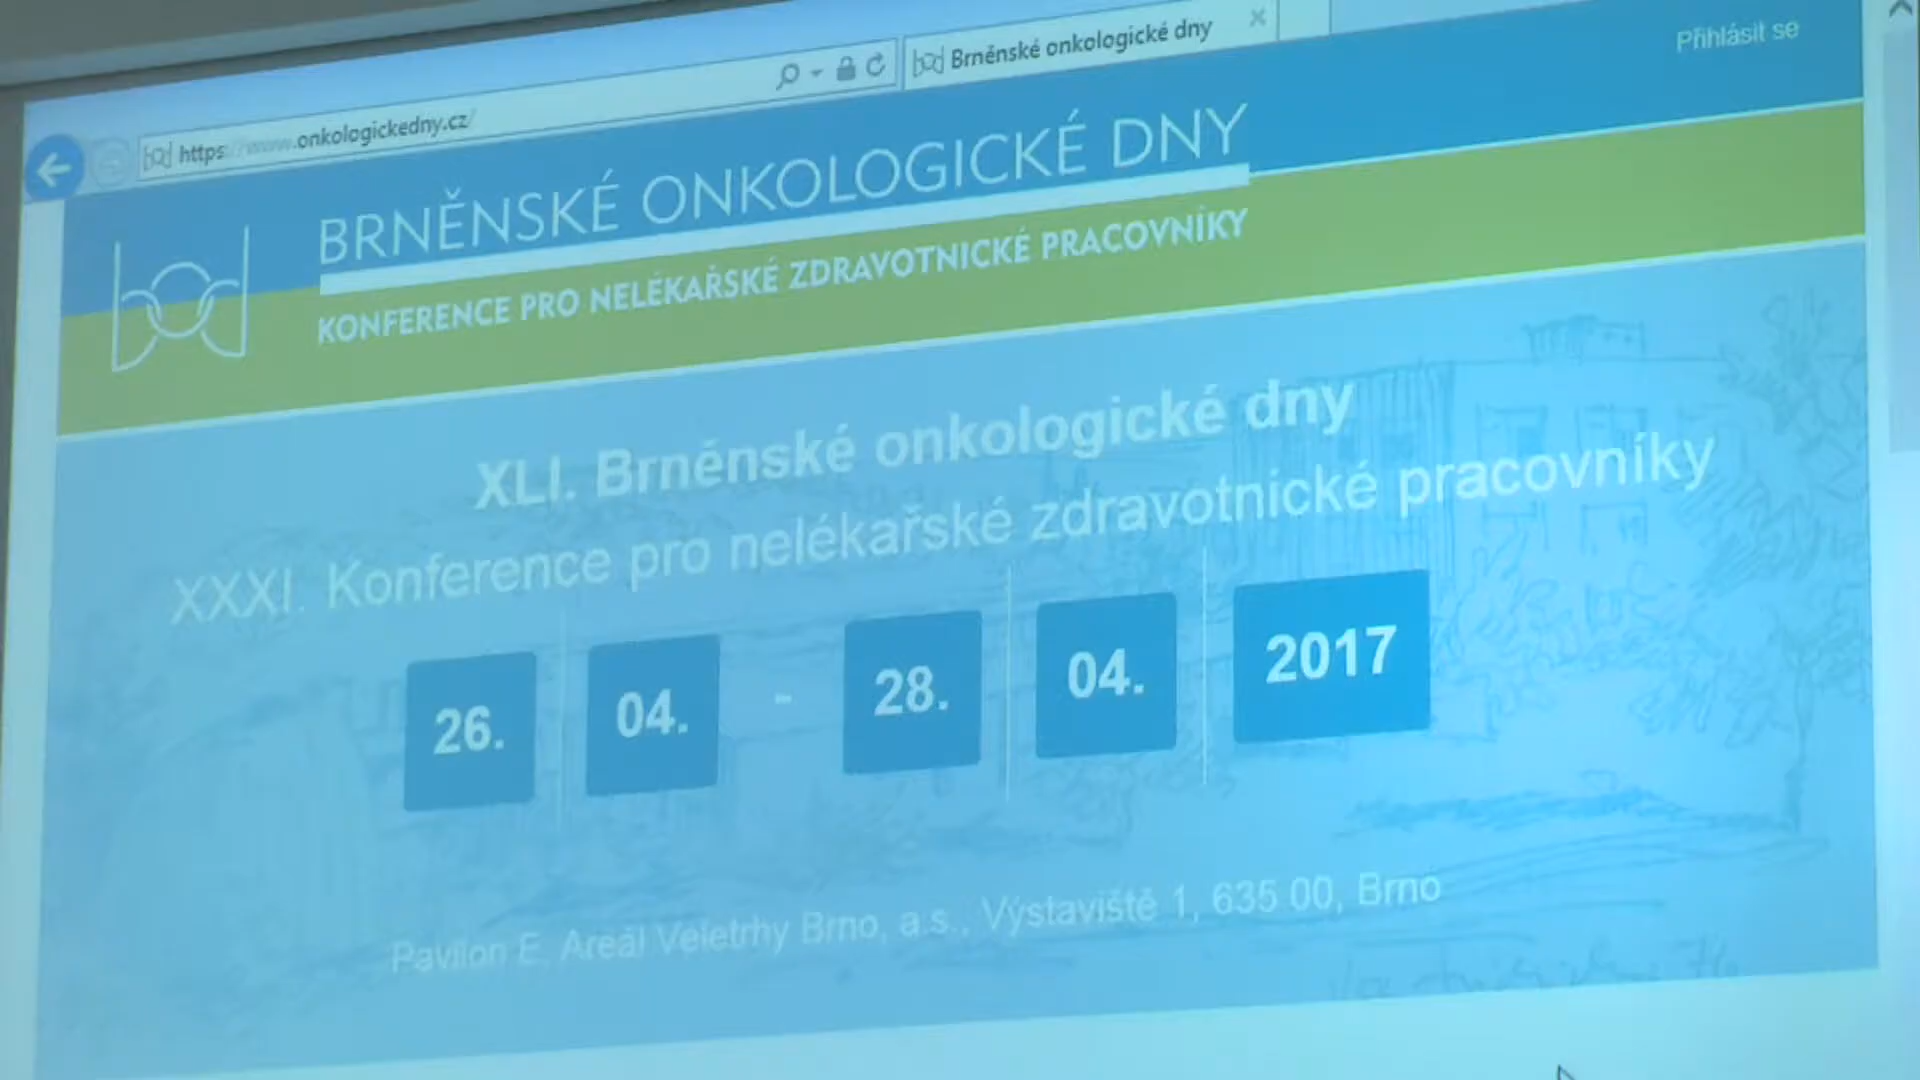 https://www.onkologickedny.cz/
Brněnské onkologické dny
Přihlásit se
BRNĚNSKÉ ONKOLOGICKÉ DNY
KONFERENCE PRO NELÉKAŘSKÉ ZDRAVOTNICKÉ PRACOVNÍKY
XLI. Brněnské onkologické dny
XXXI. Konference pro nelékařské zdravotnické pracovníky
26. 04. - 28. 04. 2017
Pavilon E, Areál Veletrhy Brno, a.s., Výstaviště 1, 635 00, Brno